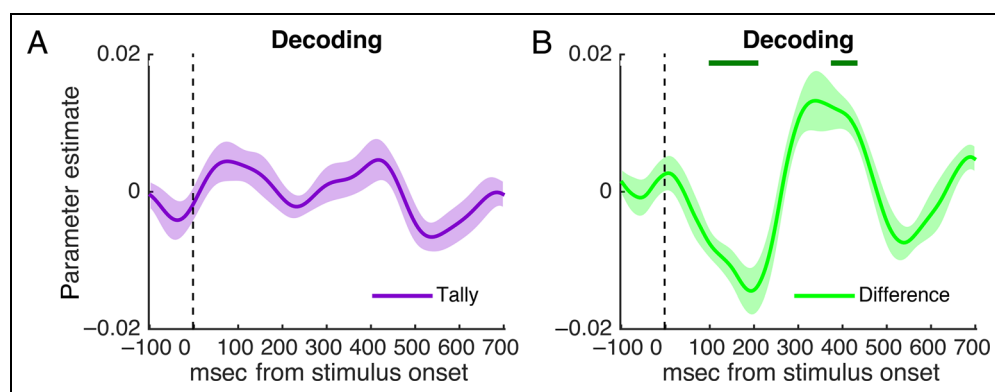 A
Decoding
0.02
0
−0.02
Parameter estimate
Tally
−100 0 100 200 300 400 500 600 700
msec from stimulus onset
B
Decoding
0.02
0
−0.02
Difference
−100 0 100 200 300 400 500 600 700
msec from stimulus onset